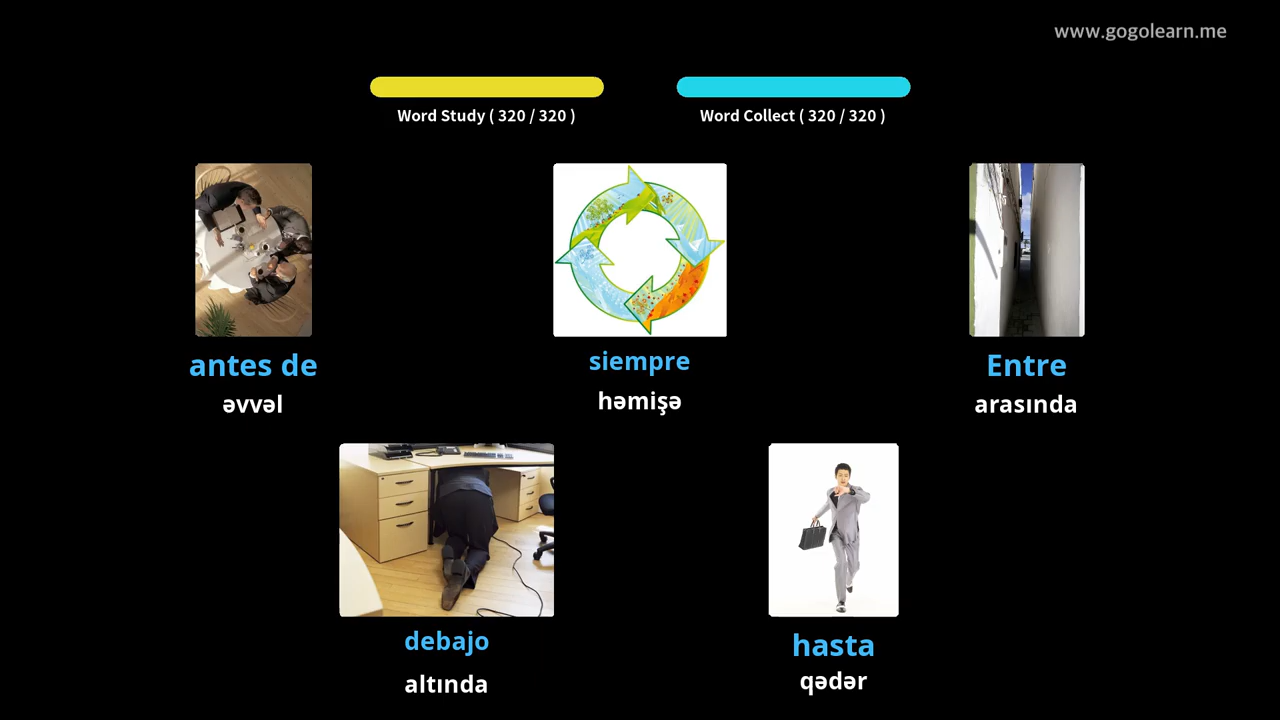 www.gogolearn.me
Word Study ( 320 / 320 )
Word Collect ( 320 / 320 )
antes de
əvvəl
siempre
həmişə
Entre
arasında
debajo
altında
hasta
qədər